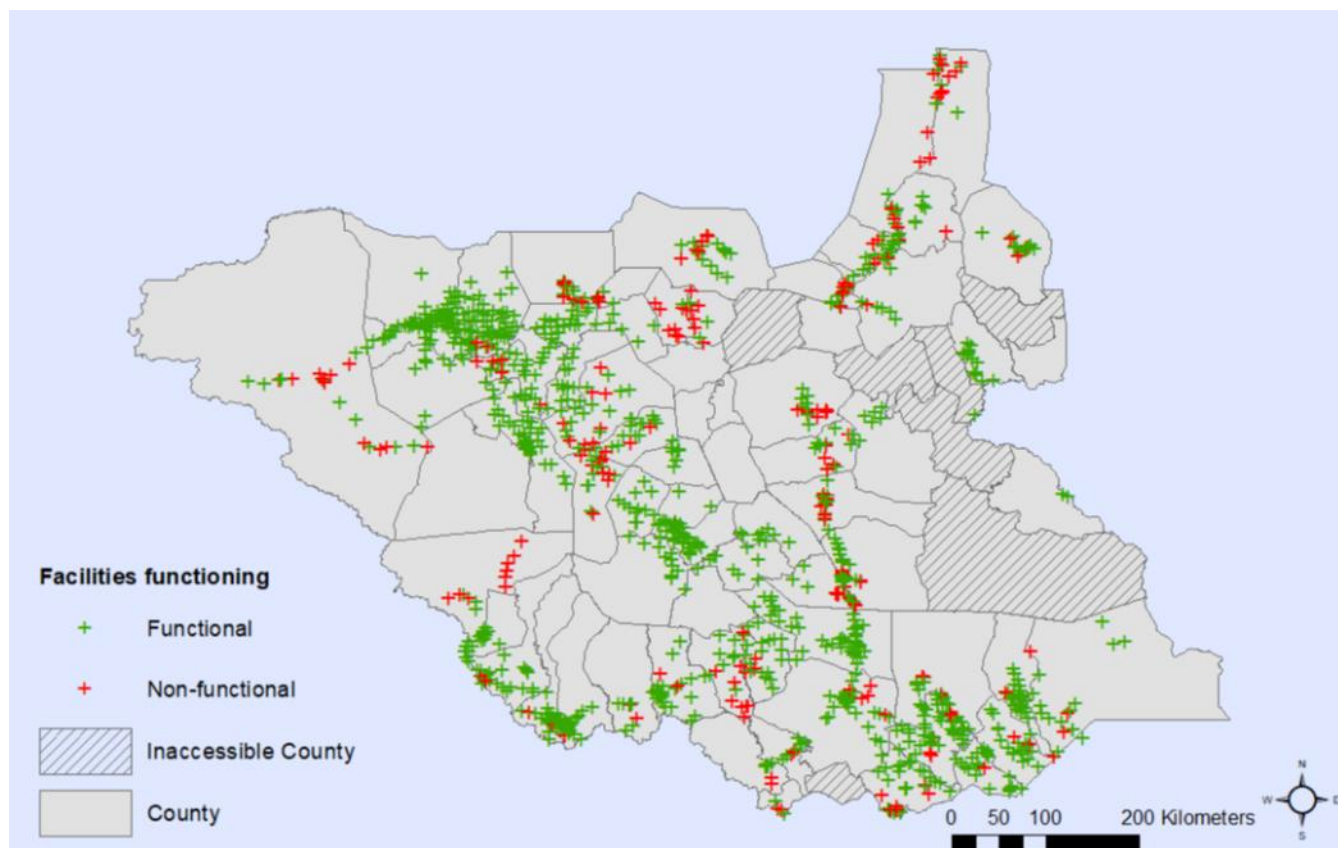 Facilities functioning
Functional
Non-functional
Inaccessible County
County
N
W
S
0 50 100 200 Kilometers